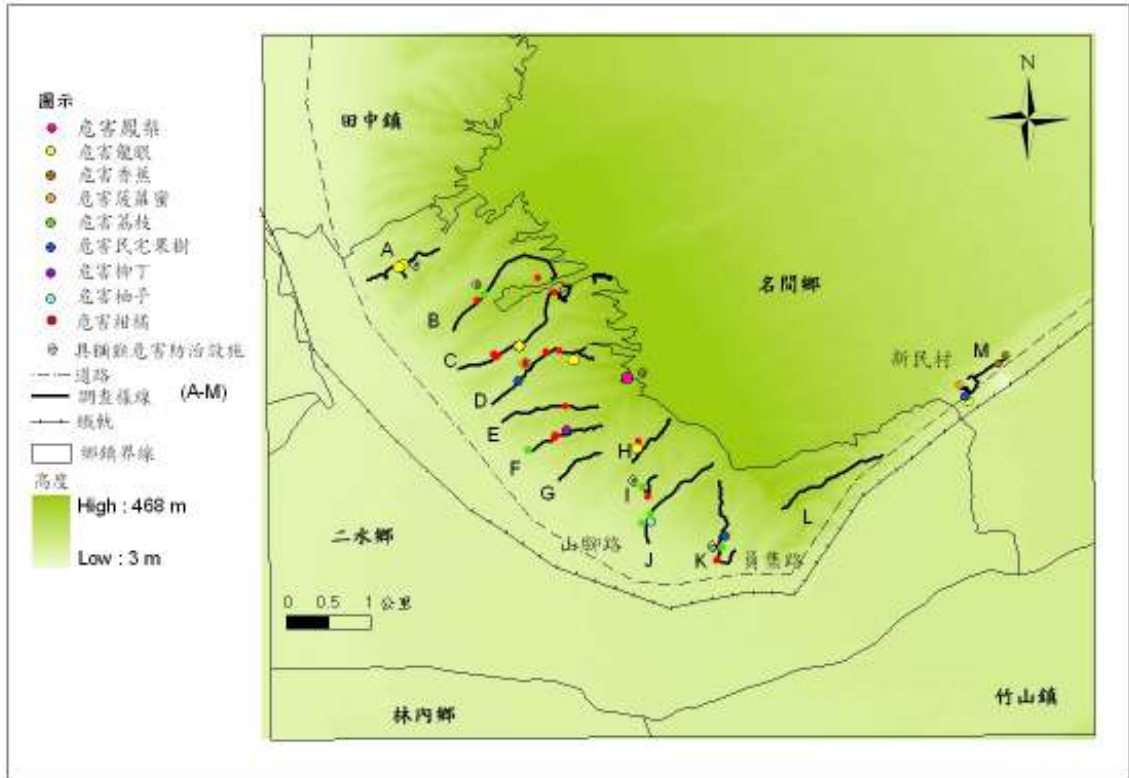 圖示
危害鳳梨
危害龍眼
危害香蕉
危害菠蘿蜜
危害荔枝
危害民宅果樹
危害柳丁
危害柚子
危害柑橘
具獼猴危害防治設施
道路
調查樣線 (A-M)
鐵軌
鄉鎮界線
高度
High : 468 m
Low : 3 m
N
田中鎮
名間鄉
新民村
二水鄉
山腳路
員集路
林內鄉
竹山鎮
A
B
C
D
E
F
G
H
I
J
K
L
M
0 0.5 1 公里